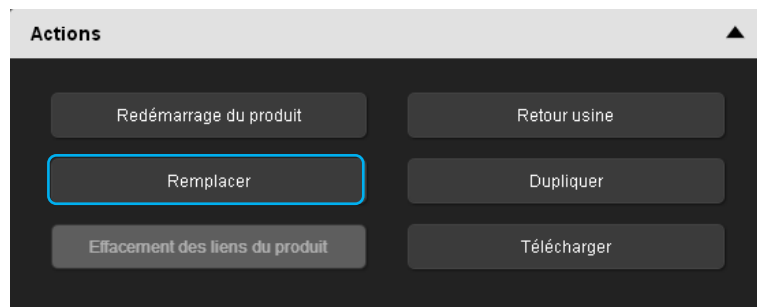 Actions
Redémarrage du produit
Retour usine
Remplacer
Dupliquer
Effacement des liens du produit
Télécharger